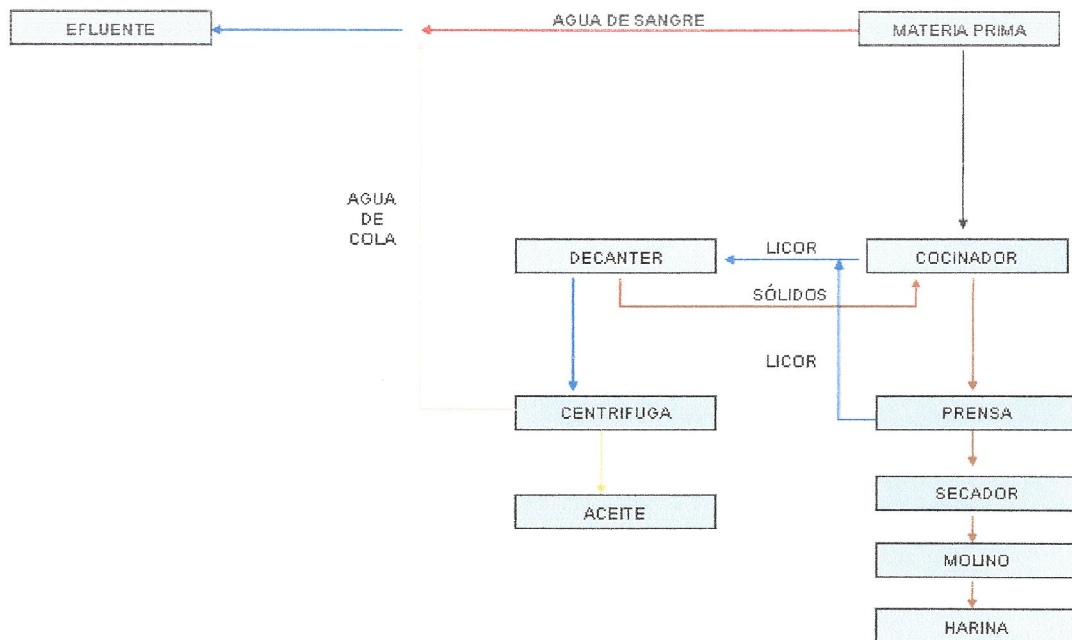 EFLUENTE
AGUA DE SANGRE
MATERIA PRIMA
AGUA
DE
COLA
DECANTER
LICOR
COCINADOR
SÓLIDOS
LICOR
CENTRIFUGA
PRENSA
ACEITE
SECADOR
MOLINO
HARINA